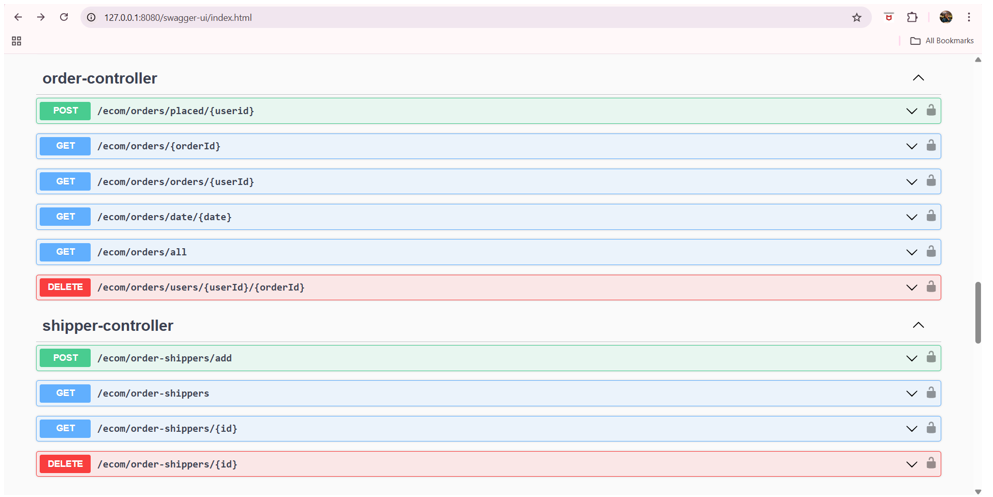 127.0.0.1:8080/swagger-ui/index.html
All Bookmarks
order-controller
POST /ecom/orders/placed/{userid}
GET /ecom/orders/{orderId}
GET /ecom/orders/orders/{userId}
GET /ecom/orders/date/{date}
GET /ecom/orders/all
DELETE /ecom/orders/users/{userId}/{orderId}
shipper-controller
POST /ecom/order-shippers/add
GET /ecom/order-shippers
GET /ecom/order-shippers/{id}
DELETE /ecom/order-shippers/{id}